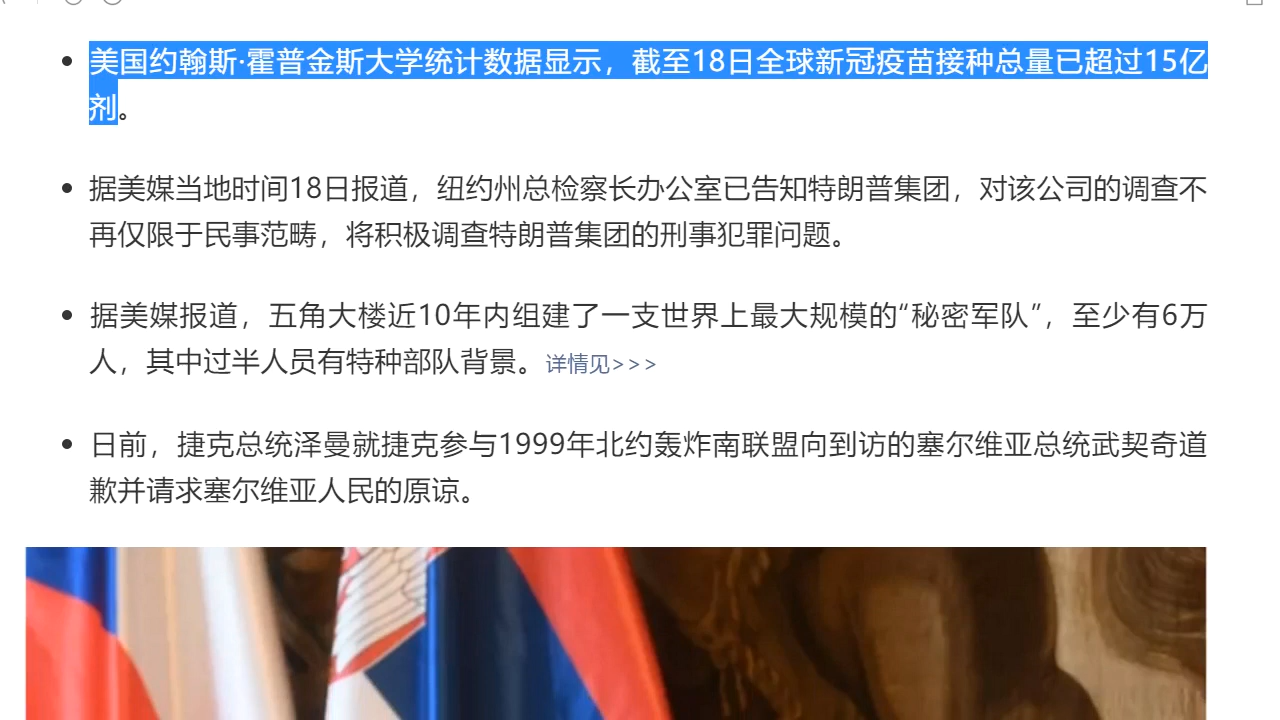 美国约翰斯·霍普金斯大学统计数据显示，截至18日全球新冠疫苗接种总量已超过15亿
剂。
据美媒当地时间18日报道，纽约州总检察长办公室已告知特朗普集团，对该公司的调查不
再仅限于民事范畴，将积极调查特朗普集团的刑事犯罪问题。
据美媒报道，五角大楼近10年内组建了一支世界上最大规模的“秘密军队”，至少有6万
人，其中过半人员有特种部队背景。详情见>>>
日前，捷克总统泽曼就捷克参与1999年北约轰炸南联盟向到访的塞尔维亚总统武契奇道
歉并请求塞尔维亚人民的原谅。